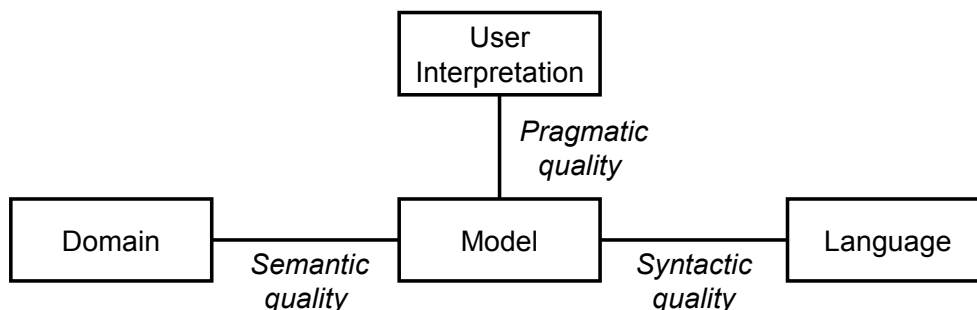 User
Interpretation
Pragmatic
quality
Domain
Model
Language
Semantic
quality
Syntactic
quality